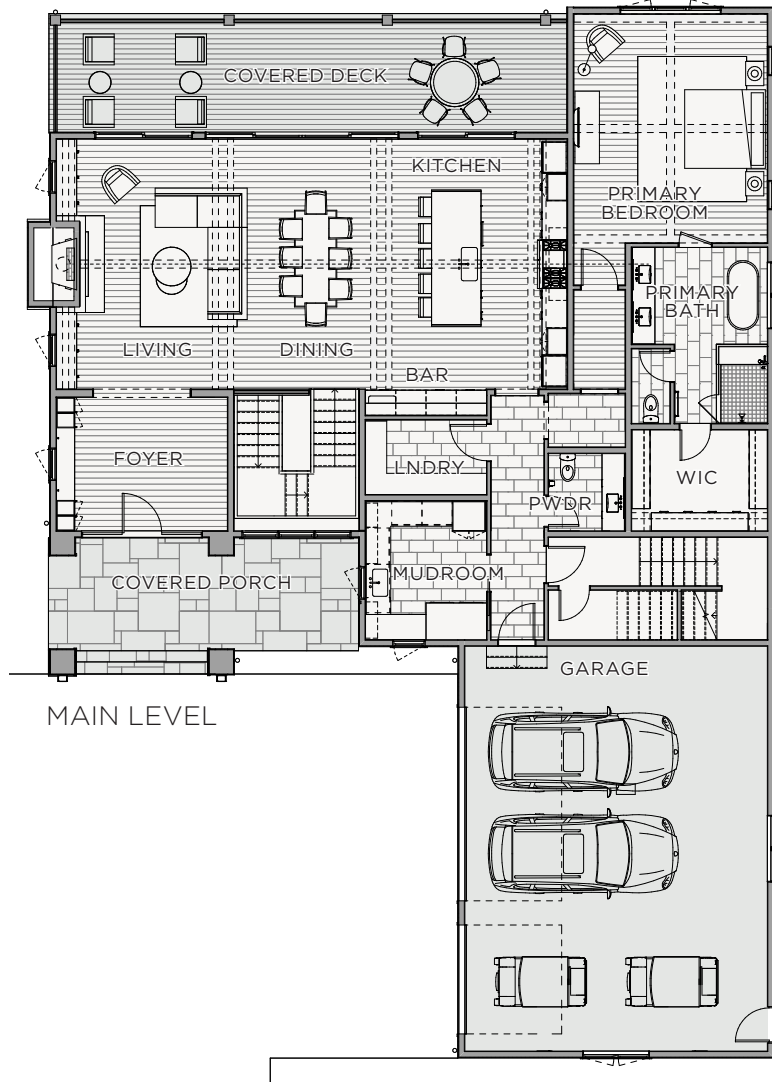 COVERED DECK
KITCHEN
PRIMARY
BEDROOM
PRIMARY
BATH
LIVING
DINING
BAR
FOYER
LNDRY
WIC
PWDR
COVERED PORCH
MUDROOM
GARAGE
MAIN LEVEL